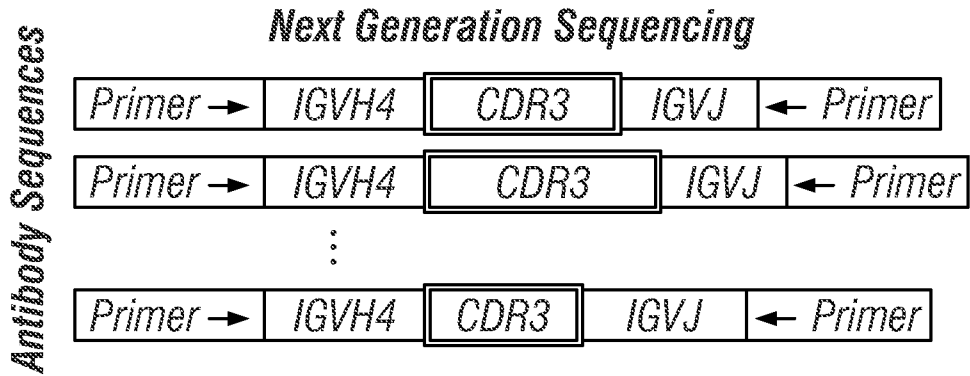 Next Generation Sequencing
Antibody Sequences
Primer → IGVH4 CDR3 IGVJ ← Primer
Primer → IGVH4 CDR3 IGVJ ← Primer
⋮
Primer → IGVH4 CDR3 IGVJ ← Primer